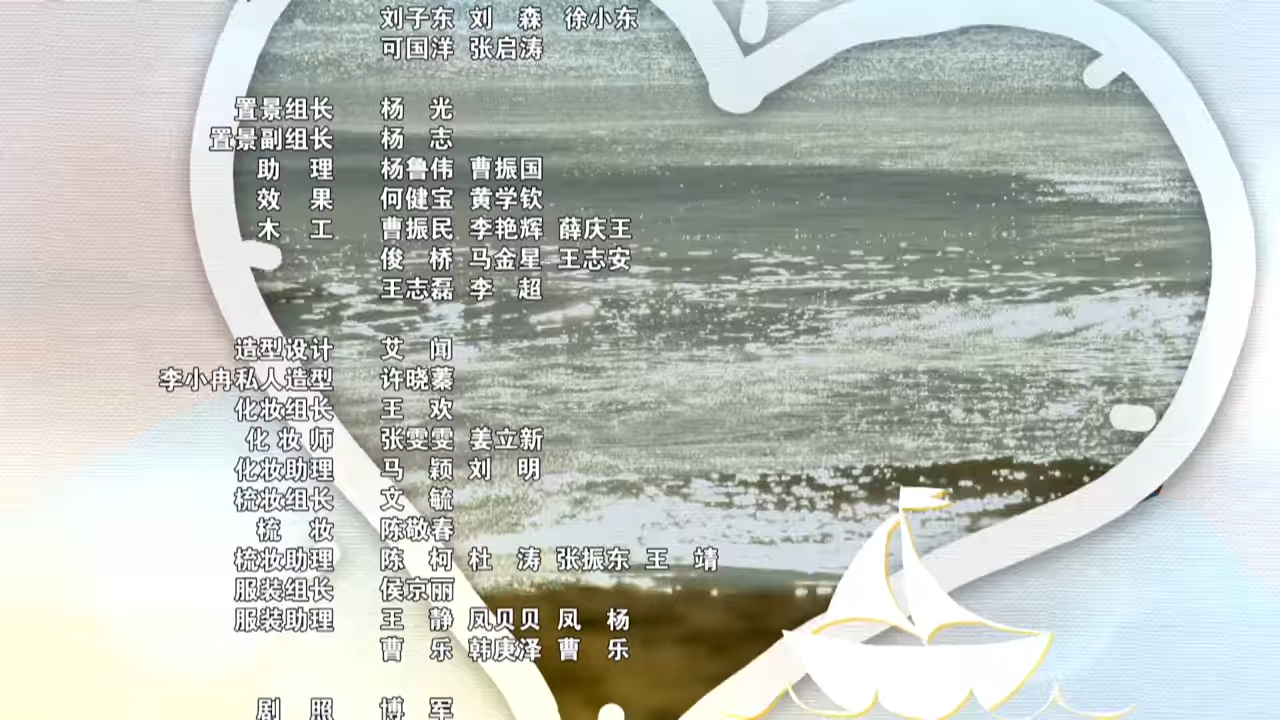 刘子东 刘 森 徐小东
可国洋 张启涛
置景组长 杨 光
置景副组长 杨 志
助 理 杨鲁伟 曹振国
效 果 何健宝 黄学钦
木 工 曹振民 李艳辉 薛庆王
俊 桥 马金星 王志安
王志磊 李 超
造型设计 艾 闻
李小冉私人造型 许晓蓁
化妆组长 王 欢
化 妆 师 张雯雯 姜立新
化妆助理 马 颖 刘 明
梳妆组长 文 毓
梳 妆 陈敬春
梳妆助理 陈 柯 杜 涛 张振东 王 靖
服装组长 侯京丽
服装助理 王 静 凤贝贝 凤 杨
曹 乐 韩庚泽 曹 乐
剧 照 博 军